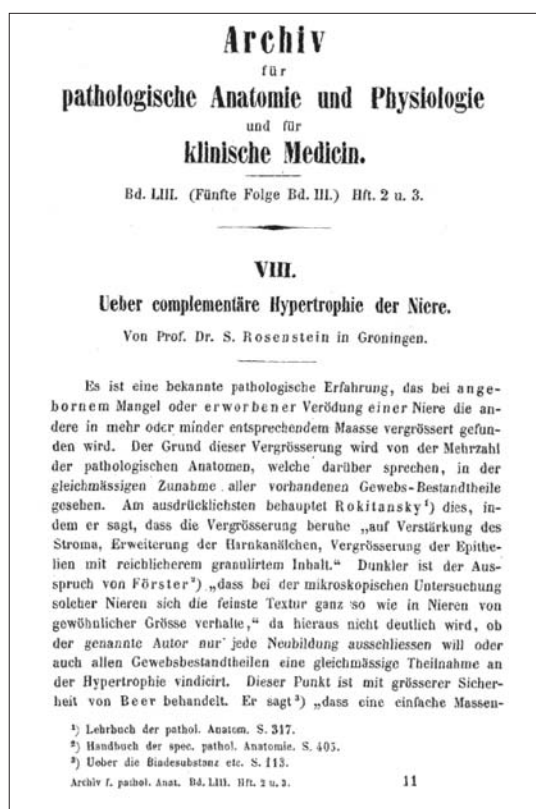 Archiv
für
pathologische Anatomie und Physiologie
und für
klinische Medicin.
Bd. LIII. (Fünfte Folge Bd. III.) Hft. 2 u. 3.
VIII.
Ueber complementäre Hypertrophie der Niere.
Von Prof. Dr. S. Rosenstein in Groningen.
Es ist eine bekannte pathologische Erfahrung, das bei ange-
bornem Mangel oder erworbener Verödung einer Niere die an-
dere in mehr oder minder entsprechendem Maasse vergrössert gefun-
den wird. Der Grund dieser Vergrösserung wird von der Mehrzahl
der pathologischen Anatomen, welche darüber sprechen, in der
gleichmässigen Zunahme aller vorhandenen Gewebs-Bestandtheile
gesehen. Am ausdrücklichsten behauptet Rokitansky¹) dies, in-
dem er sagt, dass die Vergrösserung beruhe „auf Verstärkung des
Stroma, Erweiterung der Harnkanälchen, Vergrösserung der Epithe-
lien mit reichlicherem granulirtem Inhalt.“ Dunkler ist der Aus-
spruch von Förster²) „dass bei der mikroskopischen Untersuchung
solcher Nieren sich die feinste Textur ganz so wie in Nieren von
gewöhnlicher Grösse verhalte,“ da hieraus nicht deutlich wird, ob
der genannte Autor nur jede Neubildung ausschliessen will oder
auch allen Gewebsbestandtheilen eine gleichmässige Theilnahme an
der Hypertrophie vindicirt. Dieser Punkt ist mit grösserer Sicher-
heit von Beer behandelt. Er sagt³) „dass eine einfache Massen-
¹) Lehrbuch der pathol. Anatom. S. 317.
²) Handbuch der spec. pathol. Anatomie. S. 405.
³) Ueber die Bindesubstanz etc. S. 113.
Archiv f. pathol. Anat. Bd. LIII. Hft. 2 u. 3.
11